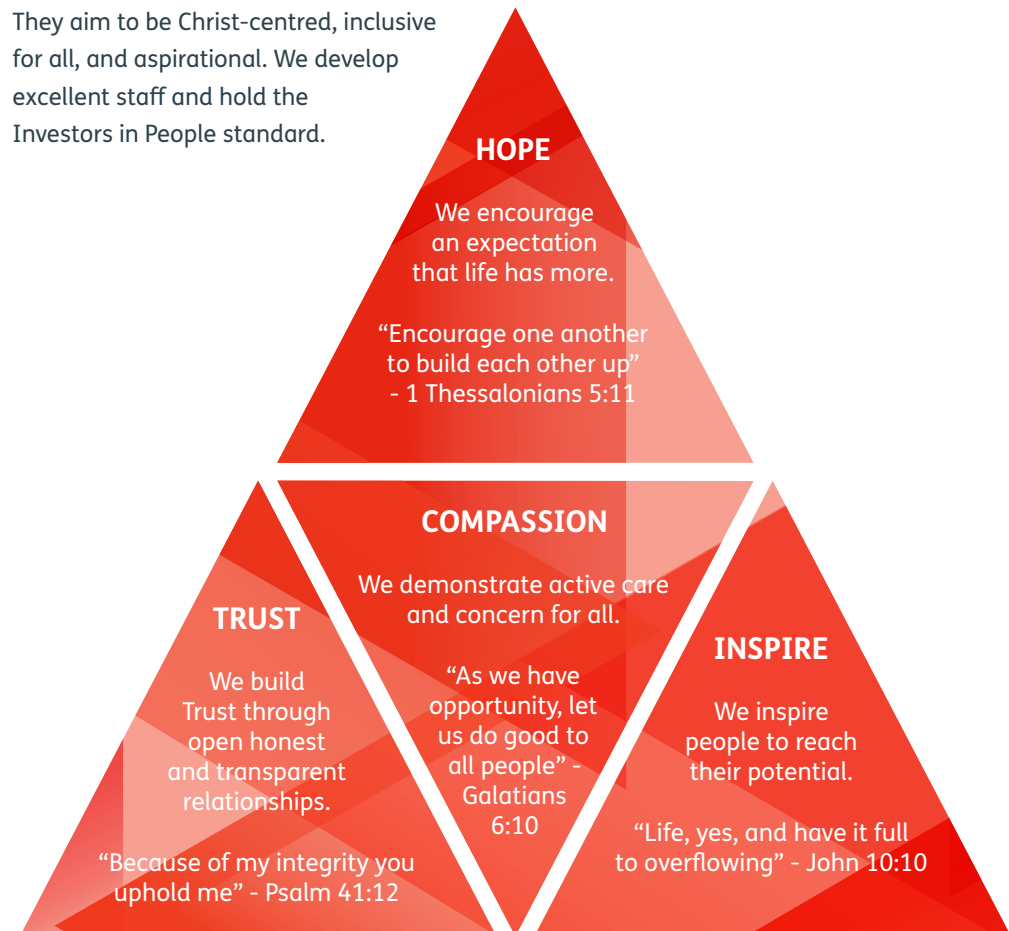 They aim to be Christ-centred, inclusive
for all, and aspirational. We develop
excellent staff and hold the
Investors in People standard.
HOPE
We encourage
an expectation
that life has more.
“Encourage one another
to build each other up”
- 1 Thessalonians 5:11
COMPASSION
We demonstrate active care
and concern for all.
“As we have
opportunity, let
us do good to
all people” -
Galatians
6:10
TRUST
We build
Trust through
open honest
and transparent
relationships.
“Because of my integrity you
uphold me” - Psalm 41:12
INSPIRE
We inspire
people to reach
their potential.
“Life, yes, and have it full
to overflowing” - John 10:10